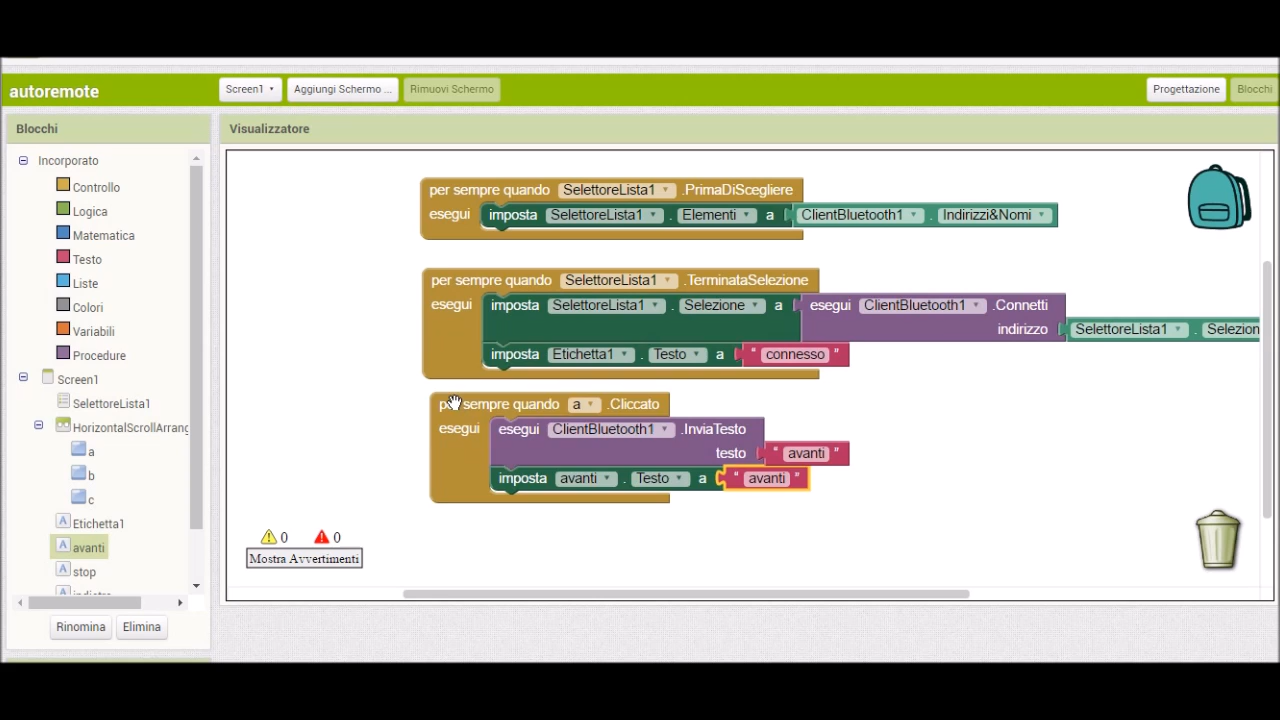 autoremote
Screen1
Aggiungi Schermo ...
Rimuovi Schermo
Progettazione
Blocchi
Blocchi
Visualizzatore
Incorporato
Controllo
Logica
Matematica
Testo
Liste
Colori
Variabili
Procedure
Screen1
SelettoreLista1
HorizontalScrollArrang
a
b
c
Etichetta1
avanti
stop
Rinomina
Elimina
per sempre quando SelettoreLista1 .PrimaDiScegliere
esegui imposta SelettoreLista1 . Elementi a ClientBluetooth1 . Indirizzi&Nomi
per sempre quando SelettoreLista1 .TerminataSelezione
esegui imposta SelettoreLista1 . Selezione a esegui ClientBluetooth1 .Connetti
indirizzo SelettoreLista1 . Selezion
imposta Etichetta1 . Testo a " connesso "
sempre quando a .Cliccato
esegui esegui ClientBluetooth1 .InviaTesto
testo " avanti "
imposta avanti . Testo a " avanti "
0 0
Mostra Avvertimenti